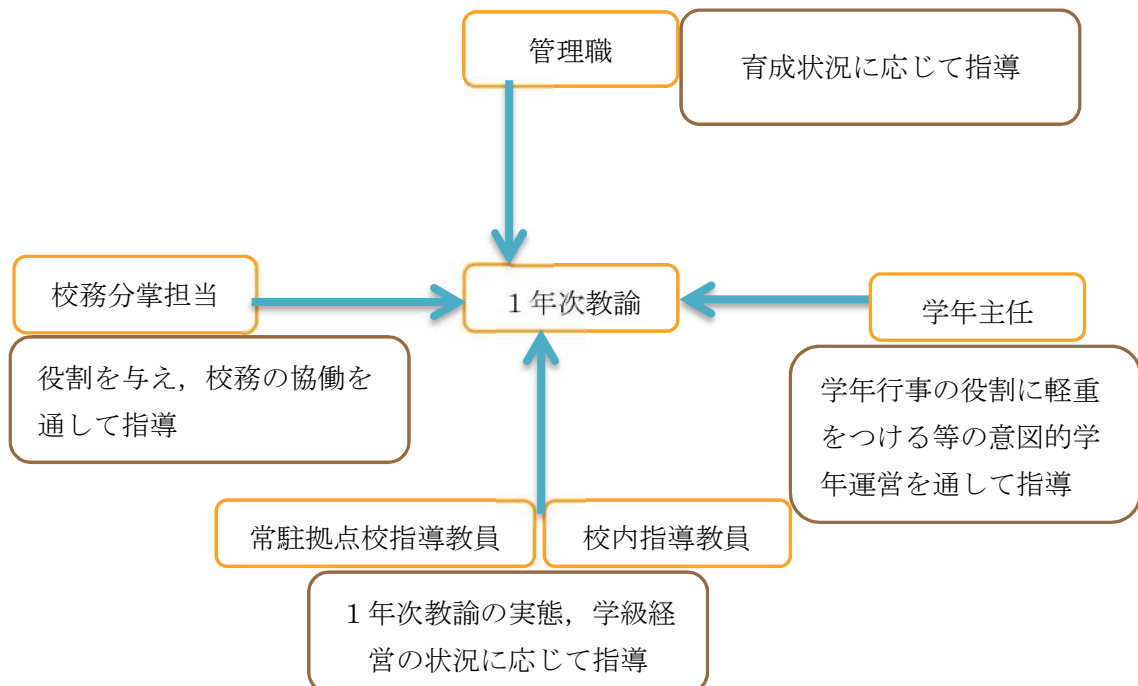 管理職
育成状況に応じて指導
校務分掌担当
１年次教諭
学年主任
役割を与え，校務の協働を
通して指導
学年行事の役割に軽重
をつける等の意図的学
年運営を通して指導
常駐拠点校指導教員
校内指導教員
１年次教諭の実態，学級経
営の状況に応じて指導